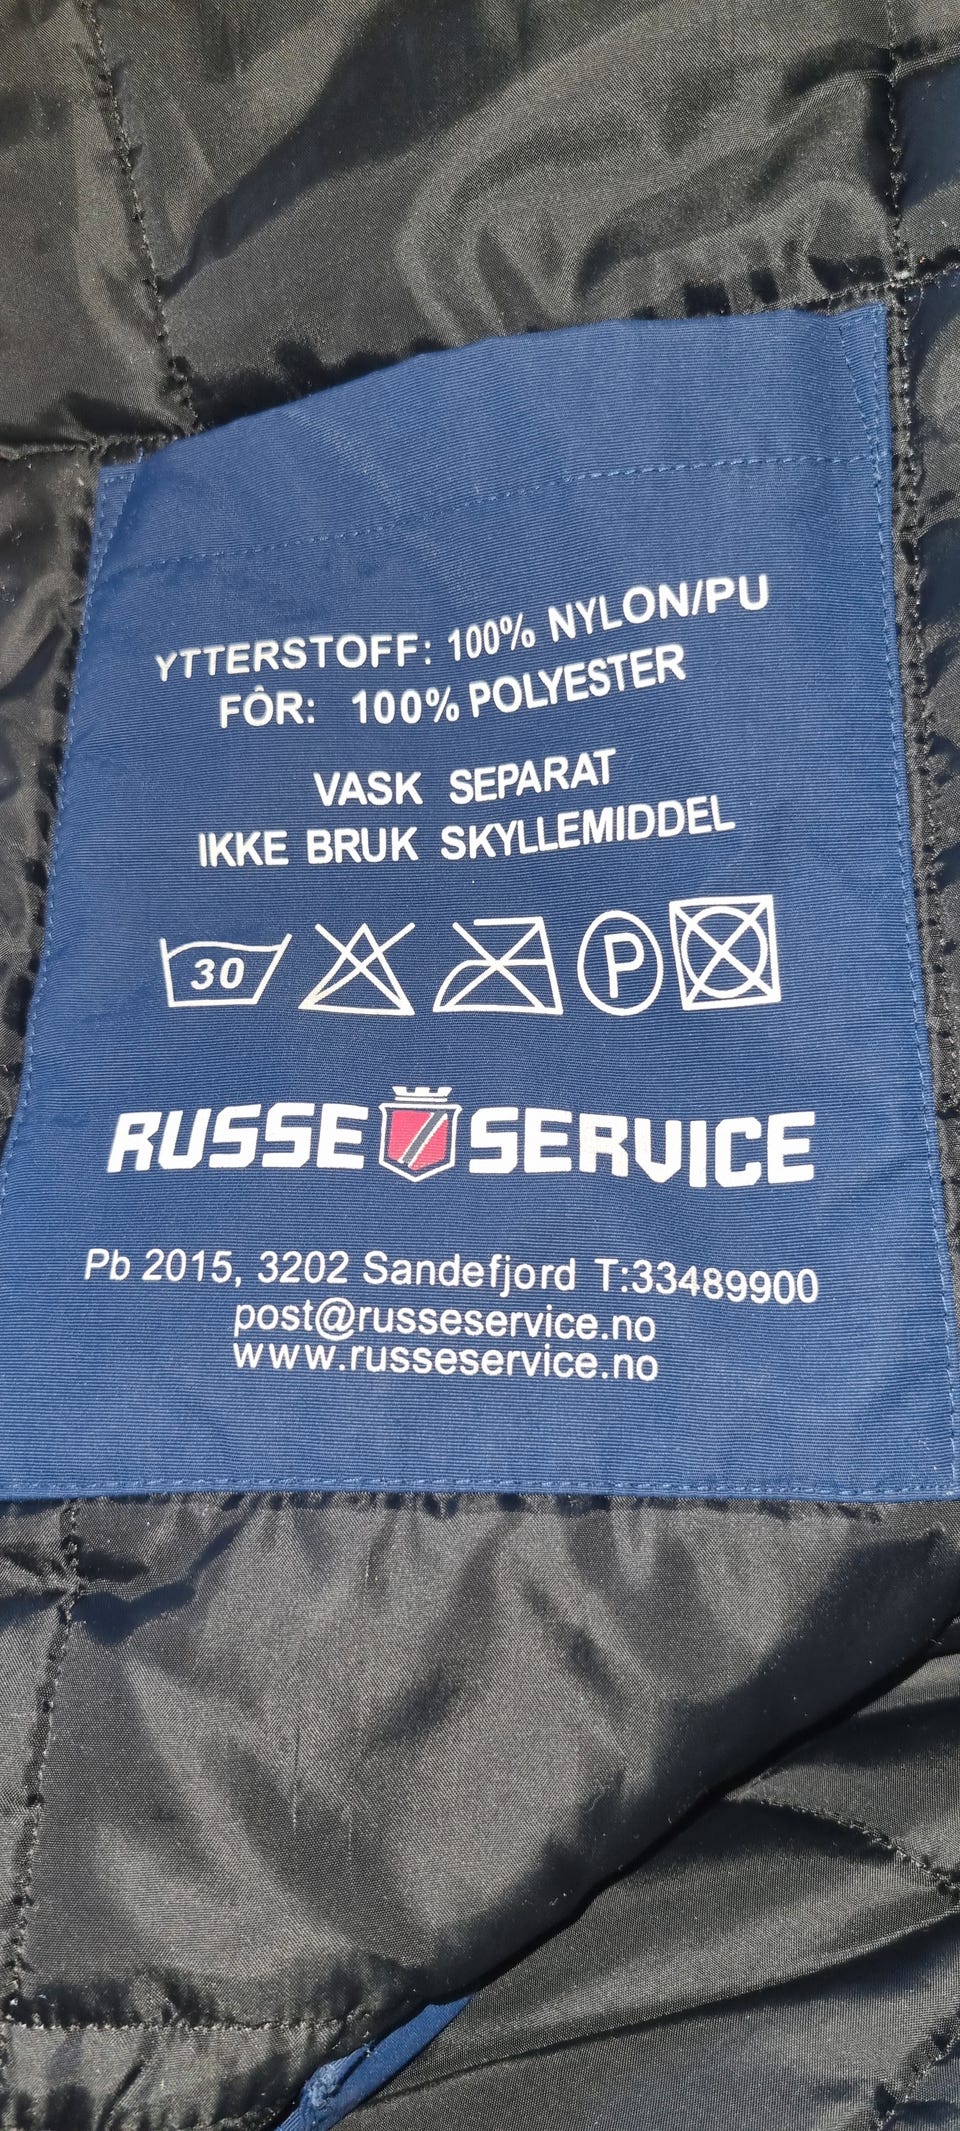 YTTERSTOFF: 100% NYLON/PU
FÔR: 100% POLYESTER
VASK SEPARAT
IKKE BRUK SKYLLEMIDDEL
30 P
RUSSE SERVICE
Pb 2015, 3202 Sandefjord T:33489900
post@russeservice.no
www.russeservice.no